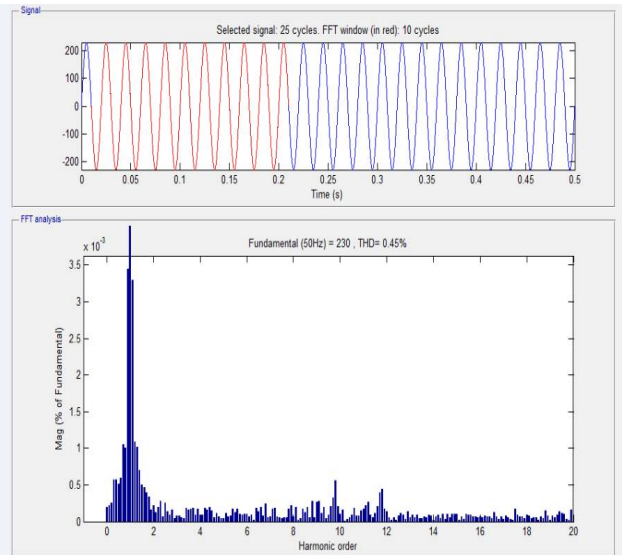 Signal
Selected signal: 25 cycles. FFT window (in red): 10 cycles
200
100
0
-100
-200
0 0.05 0.1 0.15 0.2 0.25 0.3 0.35 0.4 0.45 0.5
Time (s)
FFT analysis
x 10^-3
Fundamental (50Hz) = 230 , THD= 0.45%
3.5
3
2.5
2
1.5
1
0.5
0
Mag (% of Fundamental)
0 2 4 6 8 10 12 14 16 18 20
Harmonic order